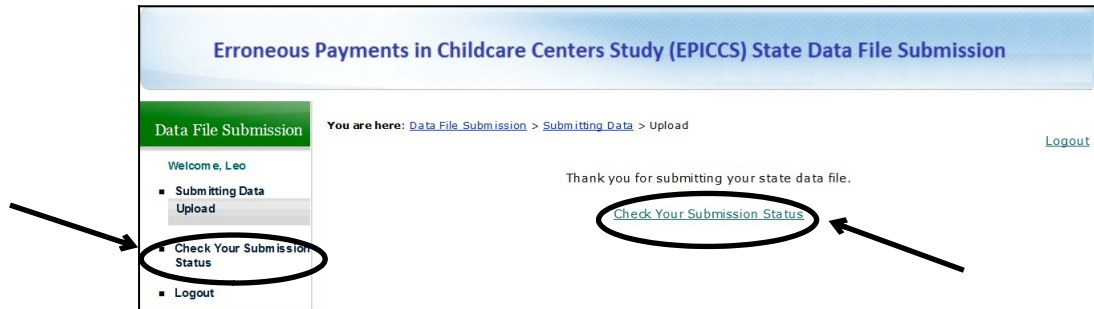 Erroneous Payments in Childcare Centers Study (EPICCS) State Data File Submission
Data File Submission
You are here: Data File Submission > Submitting Data > Upload
Logout
Welcome, Leo
Submitting Data
Upload
Check Your Submission
Status
Logout
Thank you for submitting your state data file.
Check Your Submission Status